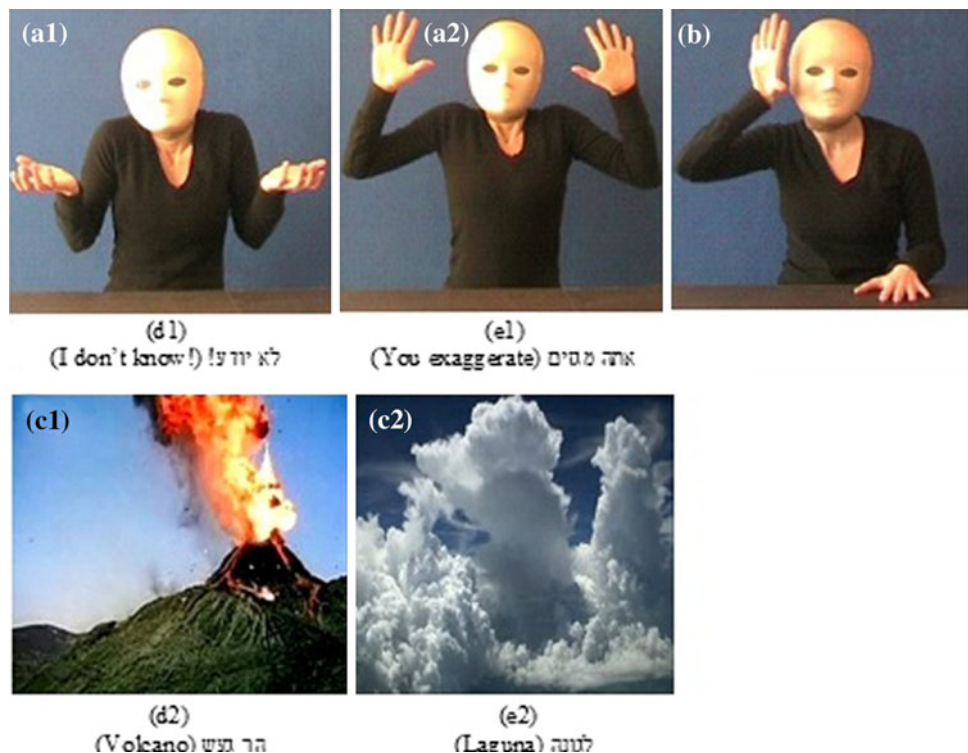 (a1)
(a2)
(b)
(d1)
(I don't know!) לא יודע!
(e1)
(You exaggerate) אתה מגזים
(c1)
(c2)
(d2)
(Volcano) הר געש
(e2)
(Laguna) לגונה